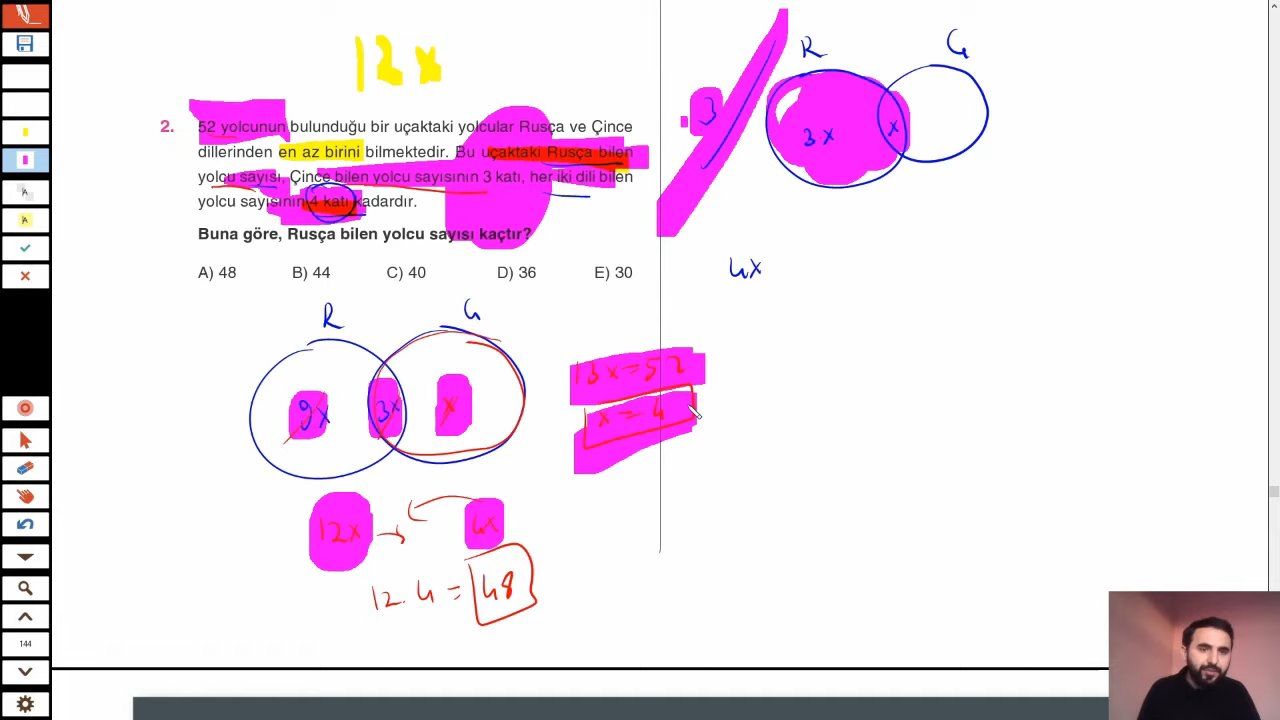 12x
2. 52 yolcunun bulunduğu bir uçaktaki yolcular Rusça ve Çince
dillerinden en az birini bilmektedir. Bu uçaktaki Rusça bilen
yolcu sayısı, Çince bilen yolcu sayısının 3 katı, her iki dili bilen
yolcu sayısının 4 katı kadardır.
Buna göre, Rusça bilen yolcu sayısı kaçtır?
A) 48 B) 44 C) 40 D) 36 E) 30
R Ç
9x 3x x
13x = 52
x = 4
12x 4x
12 . 4 = 48
3
R Ç
3x x
4x
A
A
144